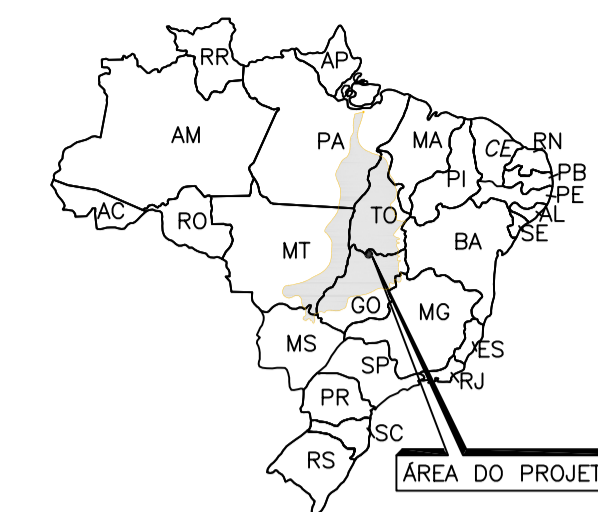 RR
AP
AM
PA
MA
CE
RN
PI
PB
PE
AC
RO
TO
AL
SE
MT
BA
GO
MG
MS
ES
SP
RJ
PR
SC
RS
ÁREA DO PROJET